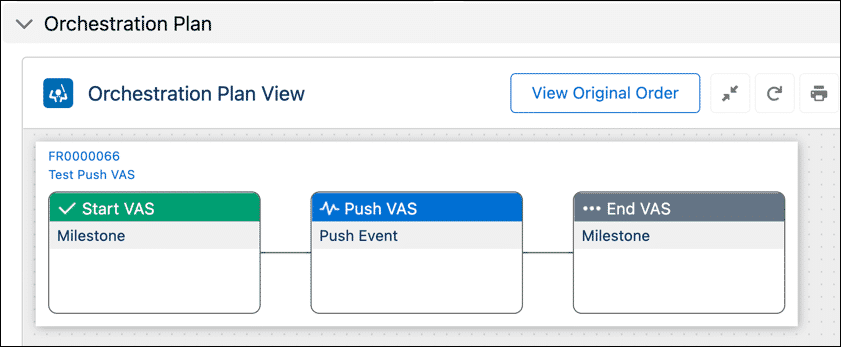 Orchestration Plan
Orchestration Plan View
View Original Order
FR0000066
Test Push VAS
Start VAS
Milestone
Push VAS
Push Event
End VAS
Milestone